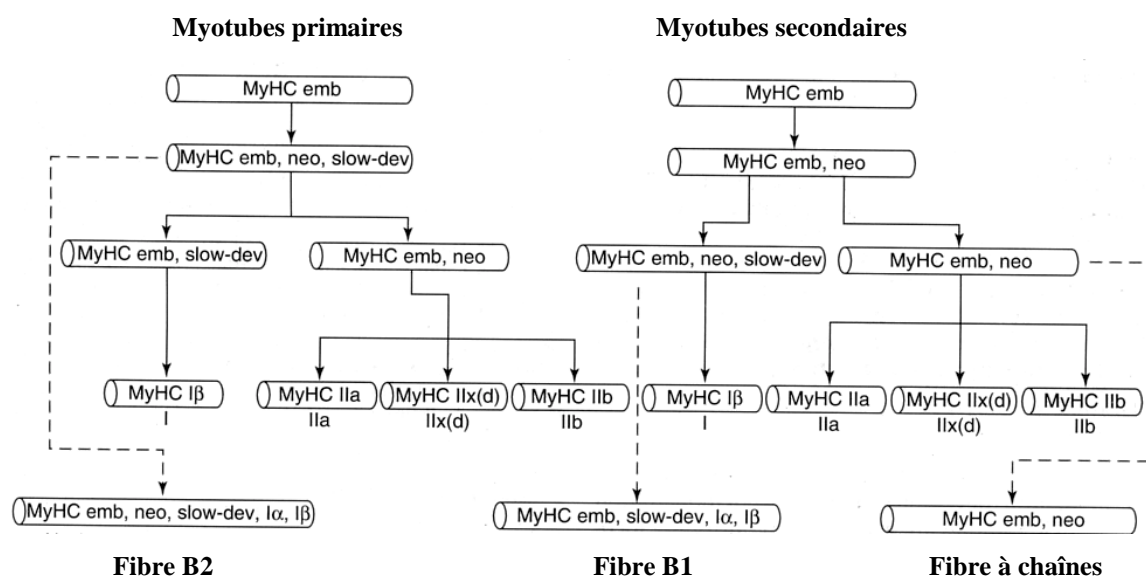 Myotubes primaires Myotubes secondaires
MyHC emb MyHC emb
MyHC emb, neo, slow-dev MyHC emb, neo
MyHC emb, slow-dev MyHC emb, neo MyHC emb, neo, slow-dev MyHC emb, neo
MyHC Iβ MyHC IIa MyHC IIx(d) MyHC IIb MyHC Iβ MyHC IIa MyHC IIx(d) MyHC IIb
I IIa IIx(d) IIb I IIa IIx(d) IIb
MyHC emb, neo, slow-dev, Iα, Iβ MyHC emb, slow-dev, Iα, Iβ MyHC emb, neo
Fibre B2 Fibre B1 Fibre à chaînes